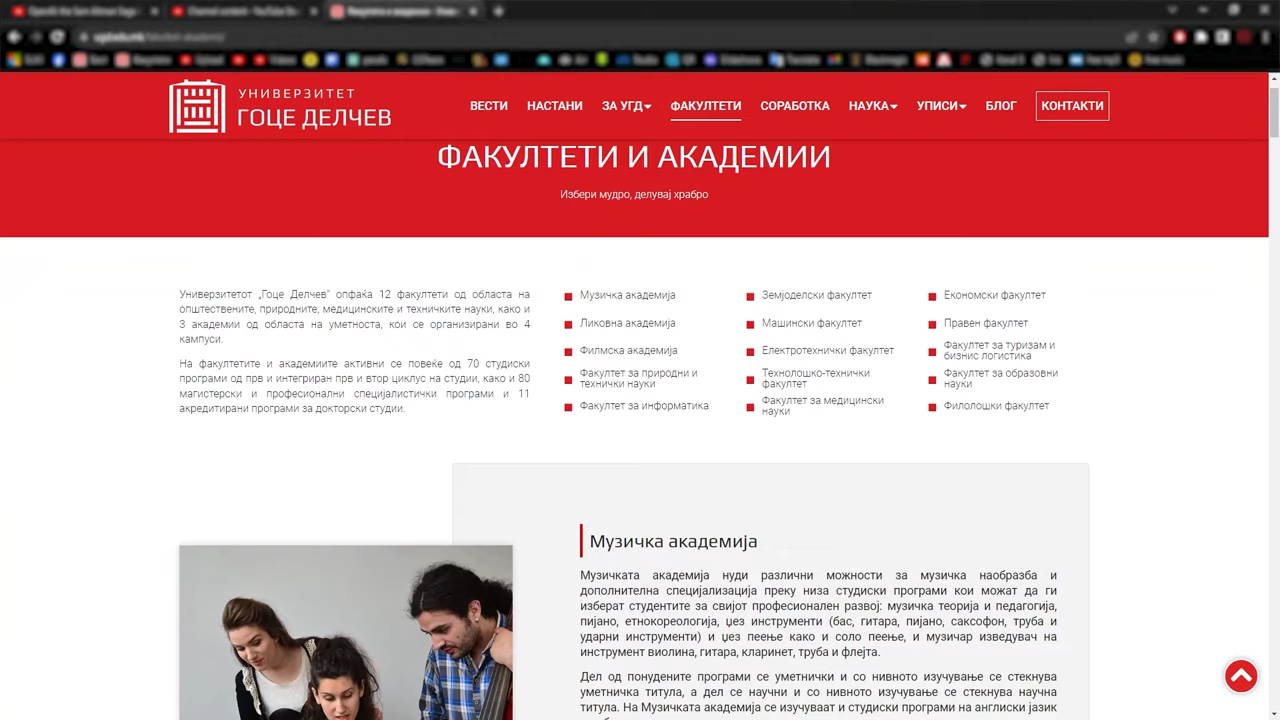 УНИВЕРЗИТЕТ
ГОЦЕ ДЕЛЧЕВ
ВЕСТИ
НАСТАНИ
ЗА УГД
ФАКУЛТЕТИ
СОРАБОТКА
НАУКА
УПИСИ
БЛОГ
КОНТАКТИ
ФАКУЛТЕТИ И АКАДЕМИИ
Избери мудро, делувај храбро
Универзитетот „Гоце Делчев“ опфаќа 12 факултети од областа на
општествените, природните, медицинските и техничките науки, како и
3 академии од областа на уметноста, кои се организирани во 4
кампуси.
На факултетите и академиите активни се повеќе од 70 студиски
програми од прв и интегриран прв и втор циклус на студии, како и 80
магистерски и професионални специјалистички програми и 11
акредитирани програми за докторски студии.
Музичка академија
Ликовна академија
Филмска академија
Факултет за природни и
технички науки
Факултет за информатика
Земјоделски факултет
Машински факултет
Електротехнички факултет
Технолошко-технички
факултет
Факултет за медицински
науки
Економски факултет
Правен факултет
Факултет за туризам и
бизнис логистика
Факултет за образовни
науки
Филолошки факултет
Музичка академија
Музичката академија нуди различни можности за музичка наобразба и
дополнителна специјализација преку низа студиски програми кои можат да ги
изберат студентите за свијот професионален развој: музичка теорија и педагогија,
пијано, етнокореологија, џез инструменти (бас, гитара, пијано, саксофон, труба и
ударни инструменти) и џез пеење како и соло пеење, и музичар изведувач на
инструмент виолина, гитара, кларинет, труба и флејта.
Дел од понудените програми се уметнички и со нивното изучување се стекнува
уметничка титула, а дел се научни и со нивното изучување се стекнува научна
титула. На Музичката академија се изучуваат и студиски програми на англиски јазик